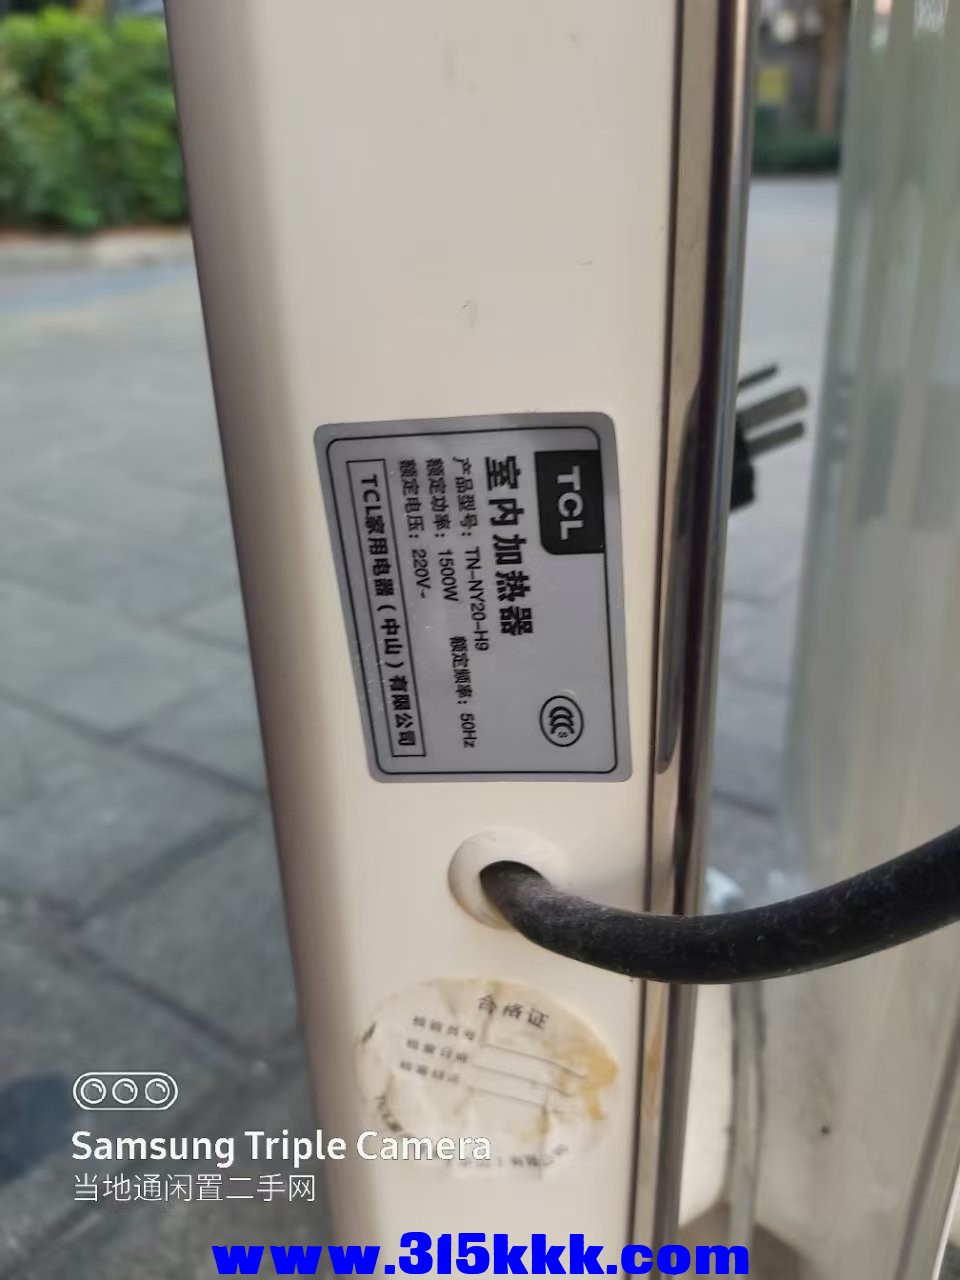 TCL
室内加热器
产品型号：TN-NY20-H9
额定功率：1500W 额定频率：50Hz
额定电压：220V~
TCL家用电器（中山）有限公司
S
合格证
Samsung Triple Camera
当地通闲置二手网
www.315kkk.com